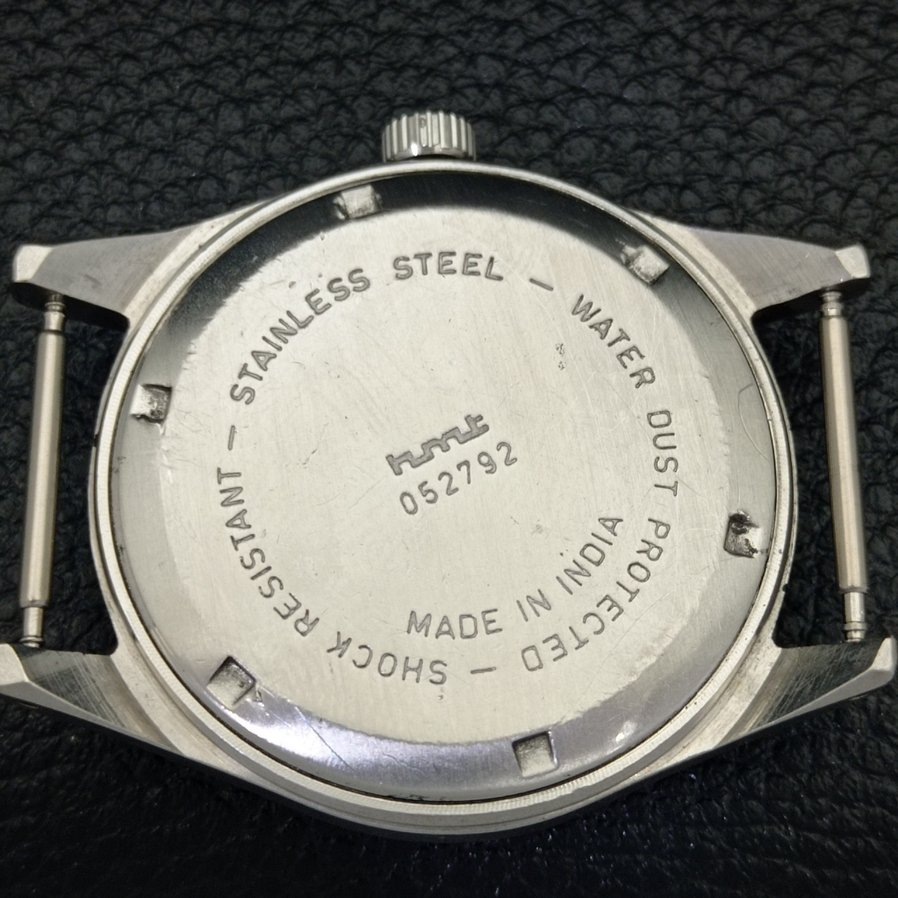 STAINLESS STEEL – WATER DUST PROTECTED – SHOCK RESISTANT –
hmt
052792
MADE IN INDIA